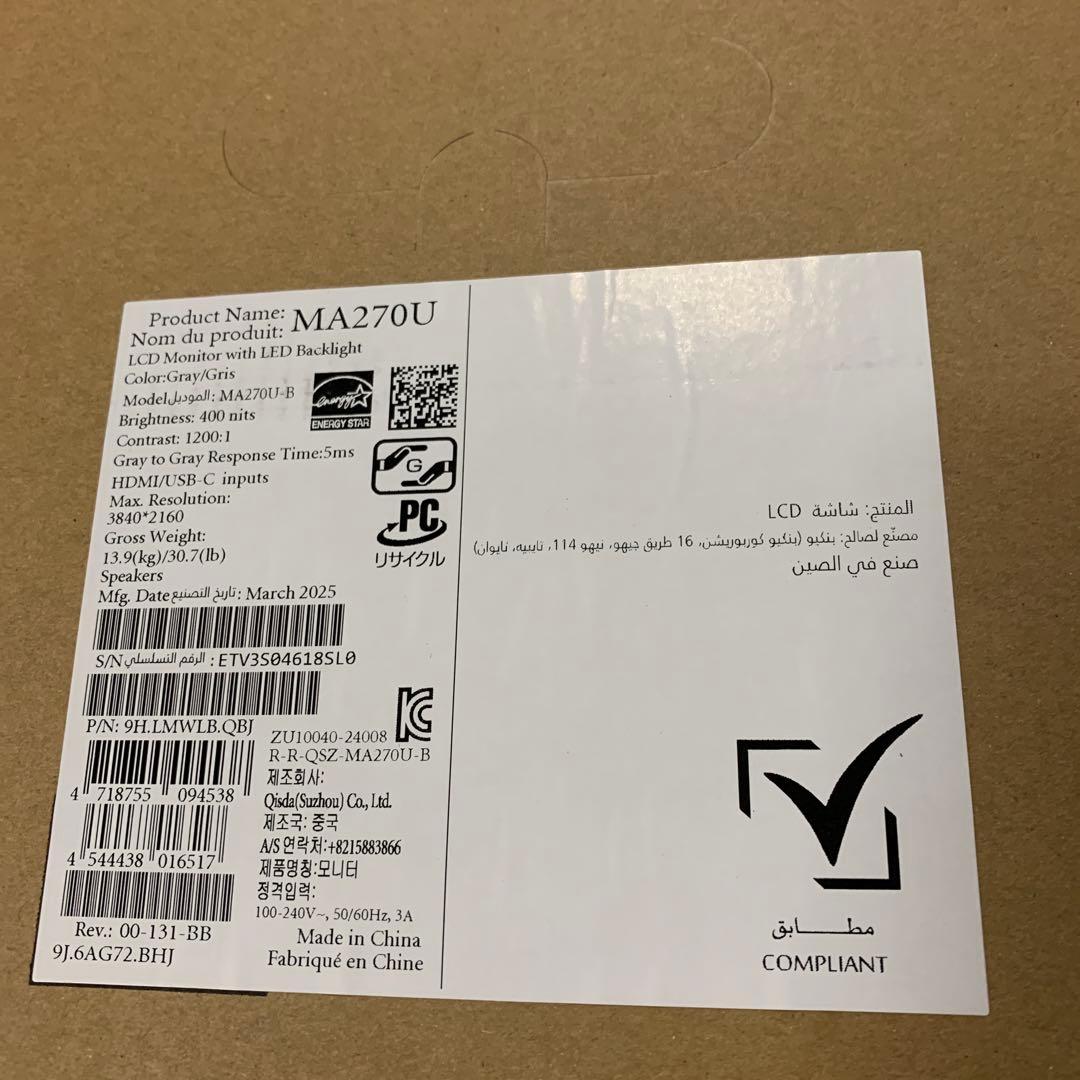 Product Name:
Nom du produit: MA270U
LCD Monitor with LED Backlight
Color:Gray/Gris
Model الموديل: MA270U-B
Brightness: 400 nits
Contrast: 1200:1
Gray to Gray Response Time:5ms
HDMI/USB-C inputs
Max. Resolution:
3840*2160
Gross Weight:
13.9(kg)/30.7(lb)
Speakers
Mfg. Date تاريخ التصنيع: March 2025
S/N الرقم التسلسلي: ETV3S04618SL0
P/N: 9H.LMWLB.QBJ
4 718755 094538
4 544438 016517
Rev.: 00-131-BB
9J.6AG72.BHJ
energy
ENERGY STAR
G
PC
リサイクル
ZU10040-24008
R-R-QSZ-MA270U-B
제조회사:
Qisda(Suzhou) Co., Ltd.
제조국: 중국
A/S 연락처:+8215883866
제품명칭:모니터
정격입력:
100-240V~, 50/60Hz, 3A
Made in China
Fabriqué en Chine
المنتج: شاشة LCD
مصنّع لصالح: بنكيو (بنكيو كوربوريشن، 16 طريق جيهو، نيهو 114، تايبيه، تايوان)
صنع في الصين
مطـــــابق
COMPLIANT